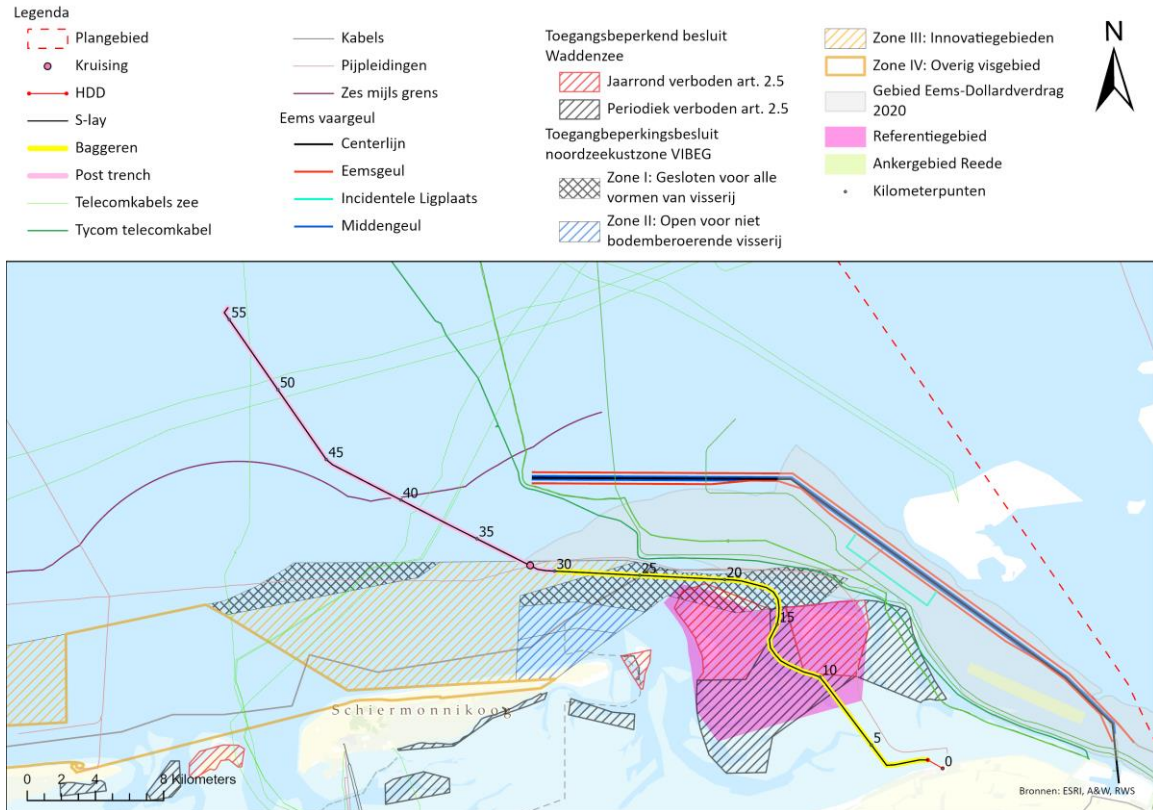 Legenda
Plangebied
Kruising
HDD
S-lay
Baggeren
Post trench
Telecomkabels zee
Tycom telecomkabel
Kabels
Pijpleidingen
Zes mijls grens
Eems vaargeul
Centerlijn
Eemsgeul
Incidentele Ligplaats
Middengeul
Toegangsbeperkend besluit
Waddenzee
Jaarrond verboden art. 2.5
Periodiek verboden art. 2.5
Toegangbeperkingsbesluit
noordzeekustzone VIBEG
Zone I: Gesloten voor alle
vormen van visserij
Zone II: Open voor niet
bodemberoerende visserij
Zone III: Innovatiegebieden
Zone IV: Overig visgebied
Gebied Eems-Dollardverdrag
2020
Referentiegebied
Ankergebied Reede
Kilometerpunten
N
55
50
45
40
35
30
25
20
15
10
5
0
Schiermonnikoog
0 2 4 8 Kilometers
Bronnen: ESRI, A&W, RWS